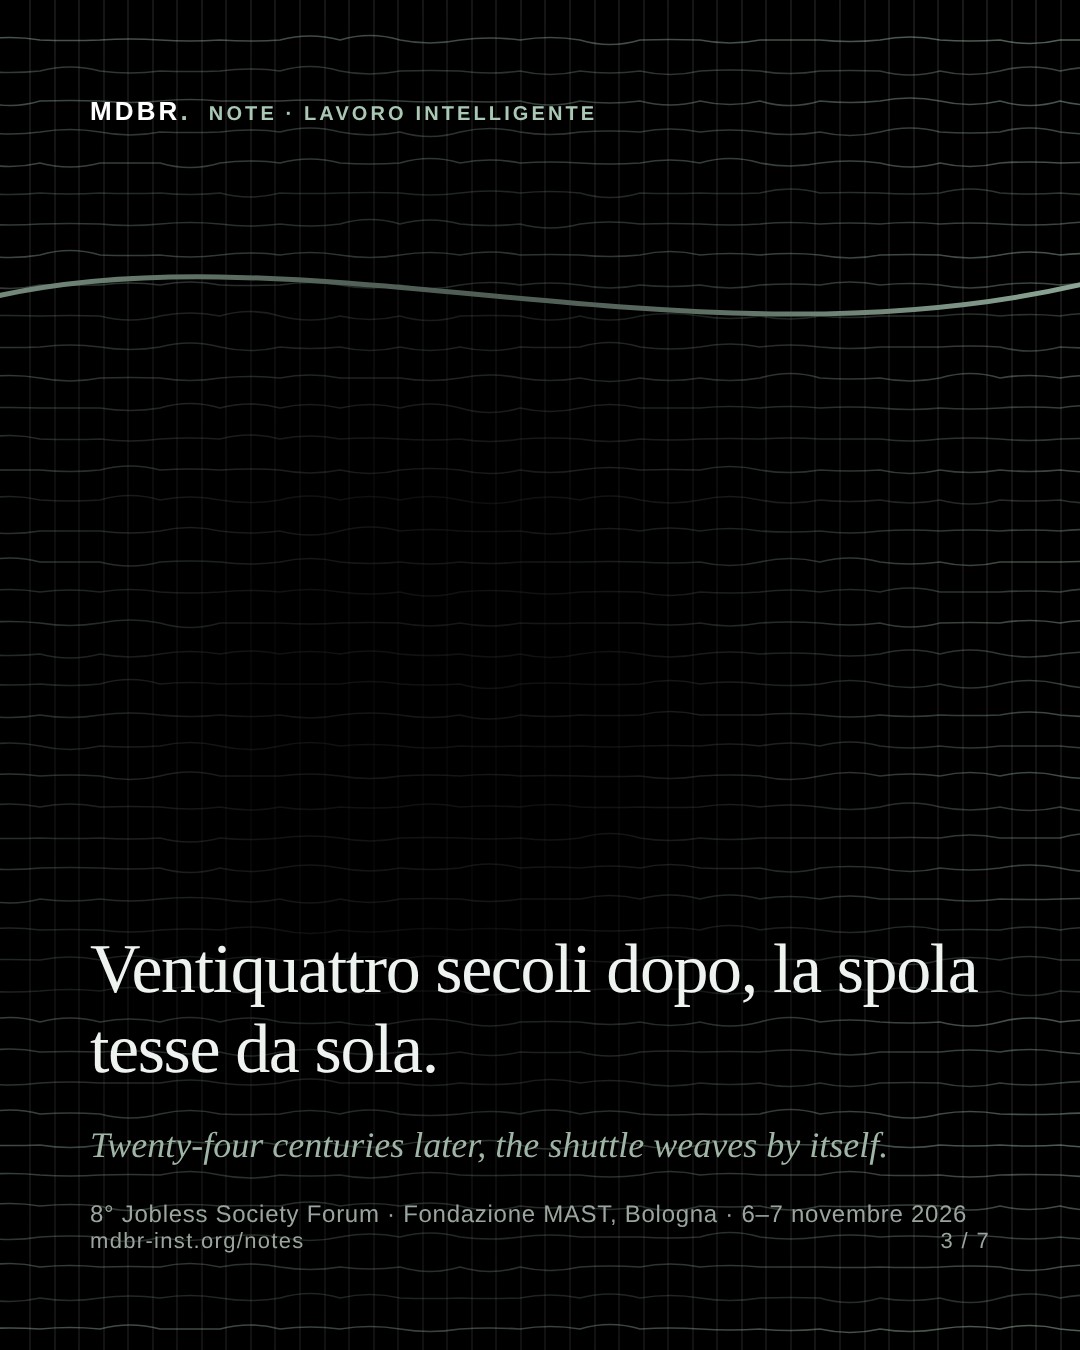 MDBR. NOTE · LAVORO INTELLIGENTE
Ventiquattro secoli dopo, la spola
tesse da sola.
Twenty-four centuries later, the shuttle weaves by itself.
8° Jobless Society Forum · Fondazione MAST, Bologna · 6–7 novembre 2026
mdbr-inst.org/notes 3 / 7